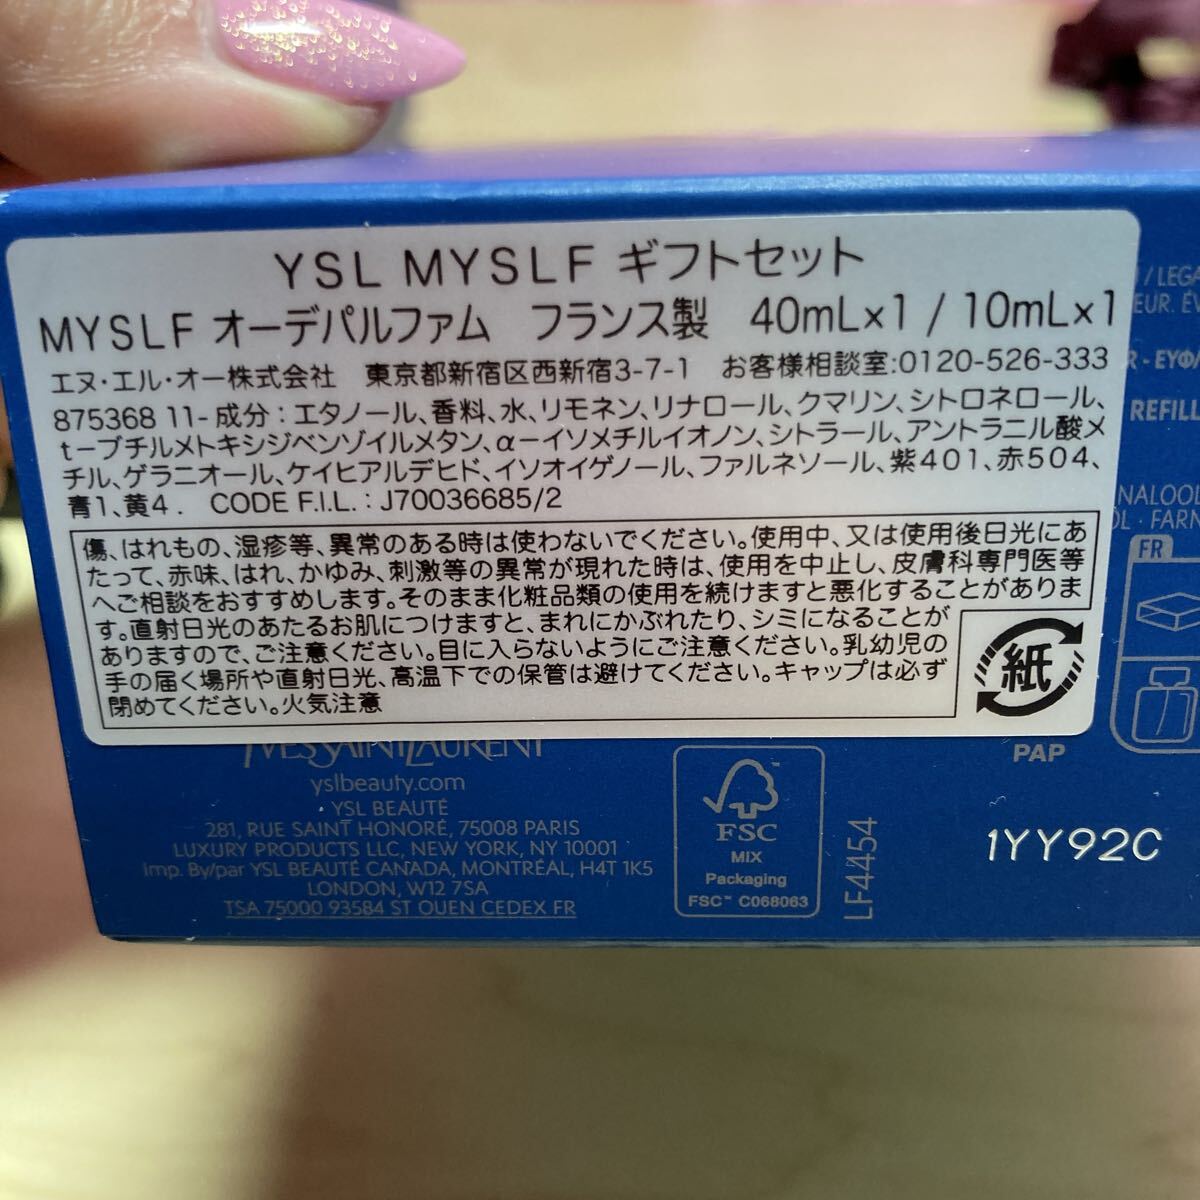 YSL MYSLF ギフトセット
MYSLF オーデパルファム フランス製 40mL×1 / 10mL×1
エヌ・エル・オー株式会社 東京都新宿区西新宿3-7-1 お客様相談室:0120-526-333
875368 11- 成分：エタノール、香料、水、リモネン、リナロール、クマリン、シトロネロール、
t−ブチルメトキシジベンゾイルメタン、α−イソメチルイオノン、シトラール、アントラニル酸メ
チル、ゲラニオール、ケイヒアルデヒド、イソオイゲノール、ファルネソール、紫401、赤504、
青1、黄4. CODE F.I.L.：J70036685/2
傷、はれもの、湿疹等、異常のある時は使わないでください。使用中、又は使用後日光にあ
たって、赤味、はれ、かゆみ、刺激等の異常が現れた時は、使用を中止し、皮膚科専門医等
へご相談をおすすめします。そのまま化粧品類の使用を続けますと悪化することがありま
す。直射日光のあたるお肌につけますと、まれにかぶれたり、シミになることが
ありますので、ご注意ください。目に入らないようにご注意ください。乳幼児の
手の届く場所や直射日光、高温下での保管は避けてください。キャップは必ず
閉めてください。火気注意
紙
PAP
/ LEGA
EUR. ÉV
R - ΕΥΦ/
REFILL
NALOO
OL · FARN
FR
YVESSAINTLAURENT
yslbeauty.com
YSL BEAUTÉ
281, RUE SAINT HONORÉ, 75008 PARIS
LUXURY PRODUCTS LLC, NEW YORK, NY 10001
Imp. By/par YSL BEAUTÉ CANADA, MONTRÉAL, H4T 1K5
LONDON, W12 7SA
TSA 75000 93584 ST OUEN CEDEX FR
FSC
MIX
Packaging
FSC™ C068063
LF4454
1YY92C